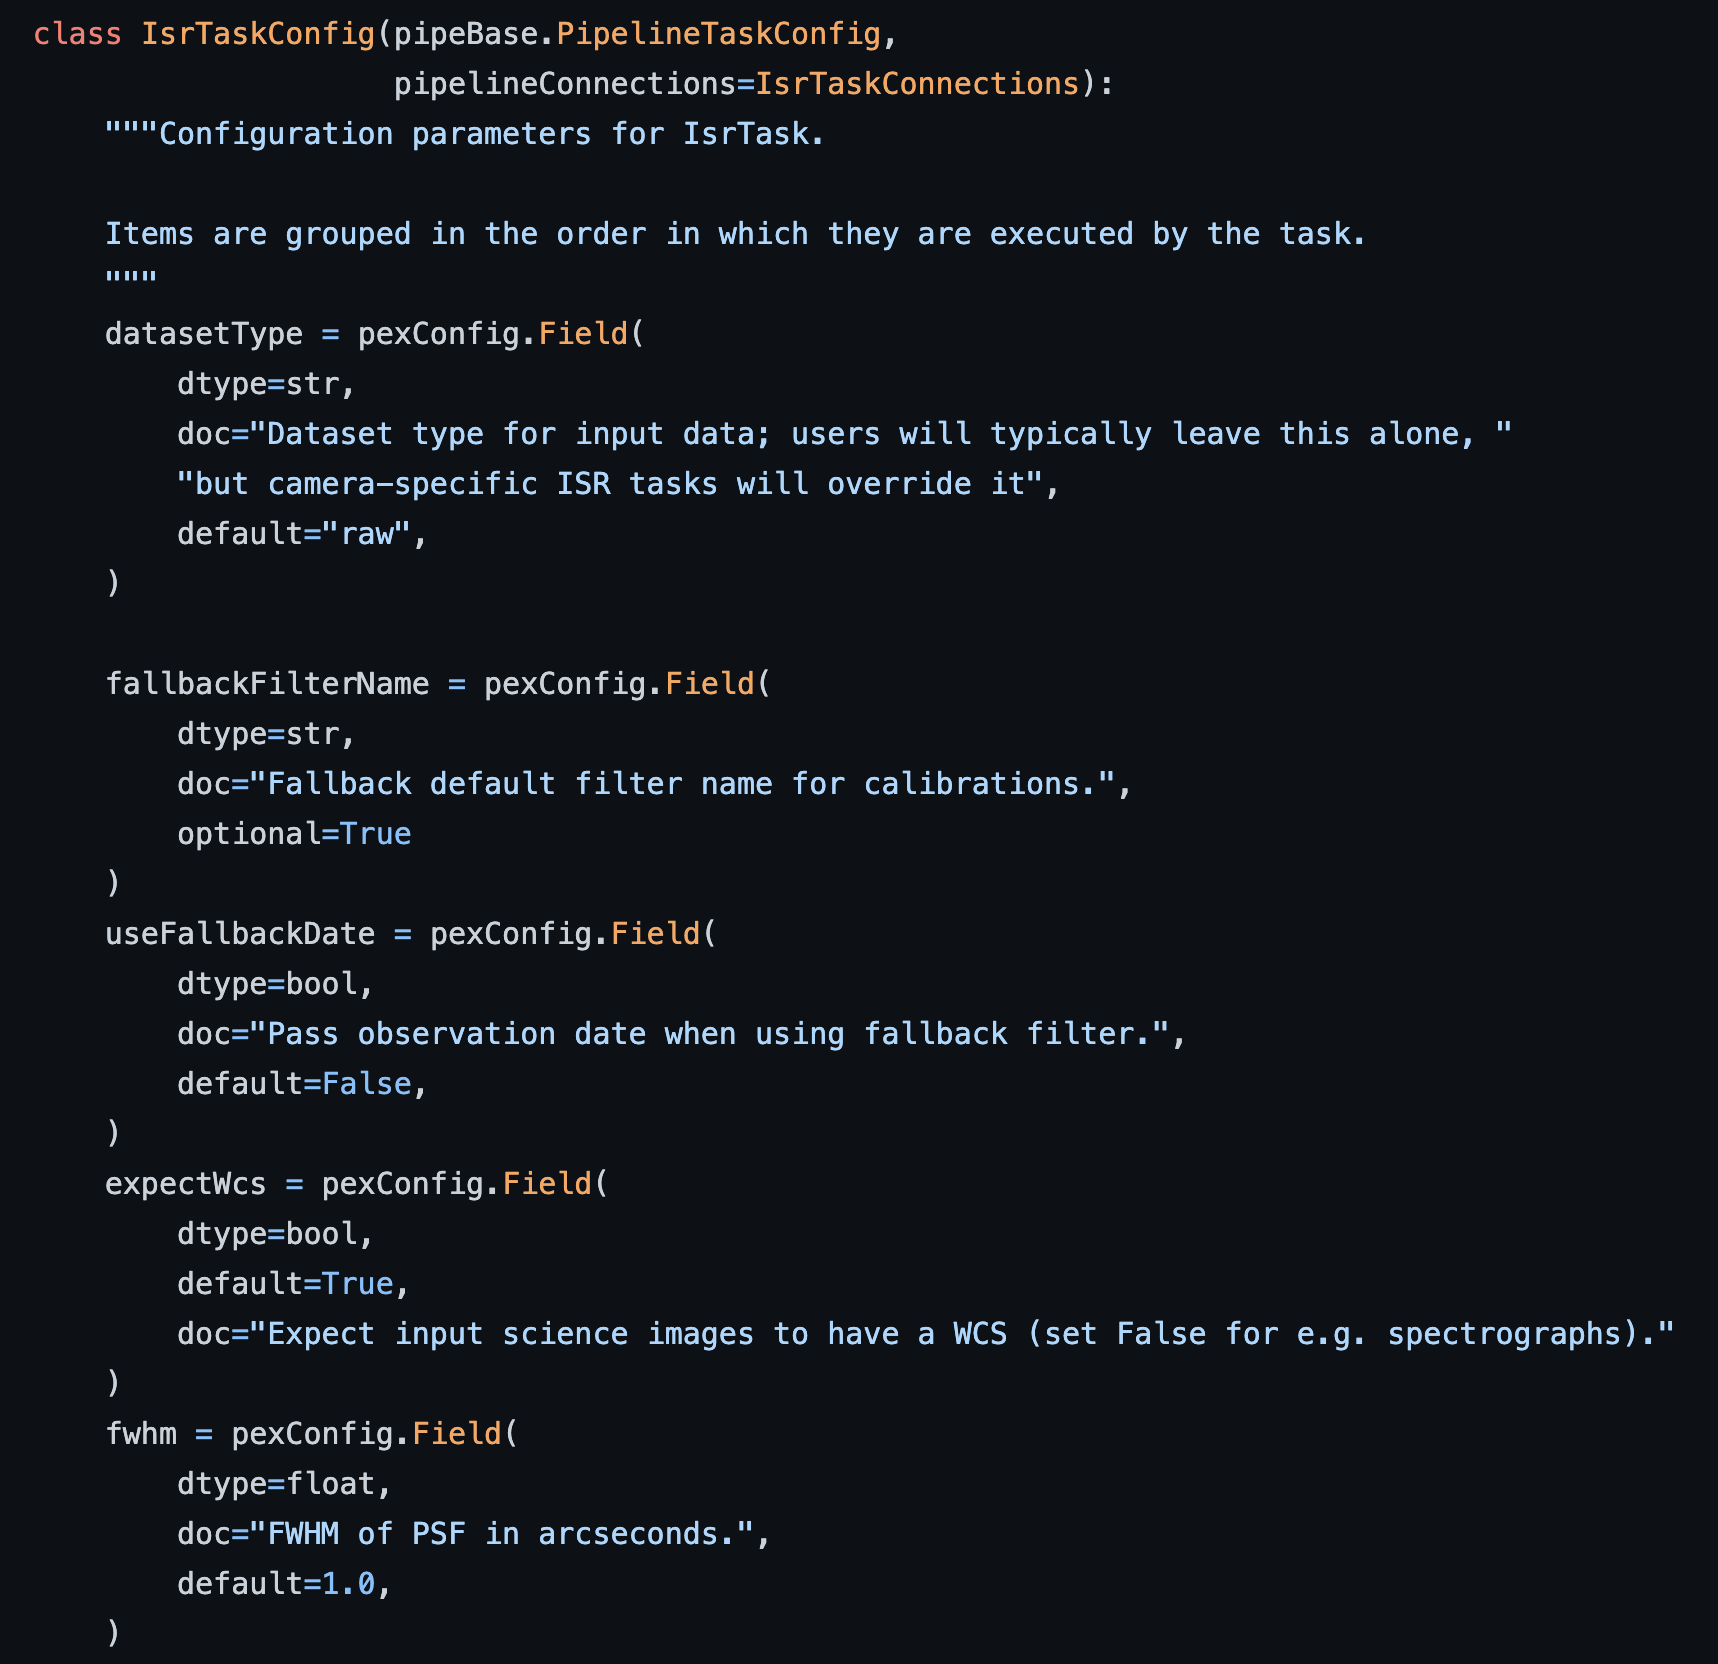 class IsrTaskConfig(pipeBase.PipelineTaskConfig,
                    pipelineConnections=IsrTaskConnections):
    """Configuration parameters for IsrTask.

    Items are grouped in the order in which they are executed by the task.
    """
    datasetType = pexConfig.Field(
        dtype=str,
        doc="Dataset type for input data; users will typically leave this alone, "
        "but camera-specific ISR tasks will override it",
        default="raw",
    )

    fallbackFilterName = pexConfig.Field(
        dtype=str,
        doc="Fallback default filter name for calibrations.",
        optional=True
    )
    useFallbackDate = pexConfig.Field(
        dtype=bool,
        doc="Pass observation date when using fallback filter.",
        default=False,
    )
    expectWcs = pexConfig.Field(
        dtype=bool,
        default=True,
        doc="Expect input science images to have a WCS (set False for e.g. spectrographs)."
    )
    fwhm = pexConfig.Field(
        dtype=float,
        doc="FWHM of PSF in arcseconds.",
        default=1.0,
    )